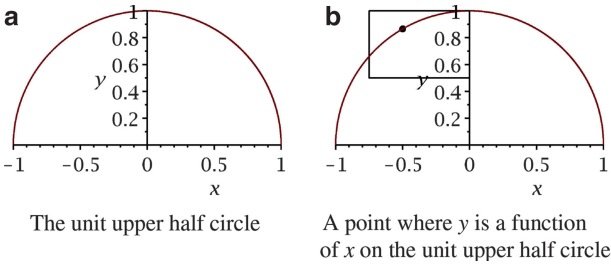 a
1
0.8
y 0.6
0.4
0.2
−1 −0.5 0 0.5 1
x
The unit upper half circle
b
1
0.8
y 0.6
0.4
0.2
−1 −0.5 0 0.5 1
x
A point where y is a function
of x on the unit upper half circle